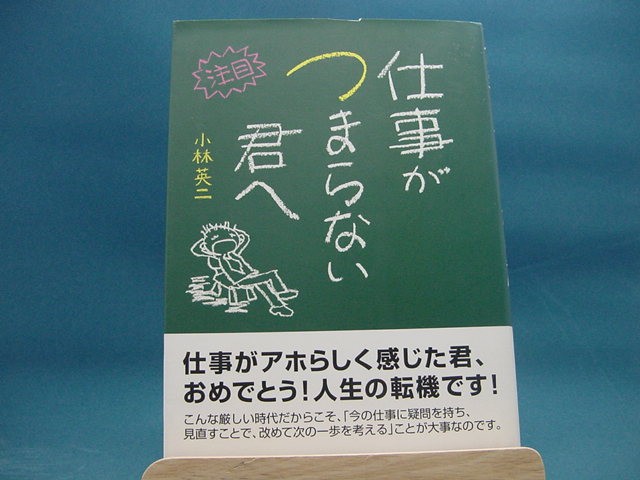 仕事が
つまらない
君へ
注目
小林英二
仕事がアホらしく感じた君、
おめでとう!人生の転機です!
こんな厳しい時代だからこそ、「今の仕事に疑問を持ち、
見直すことで、改めて次の一歩を考える」ことが大事なのです。